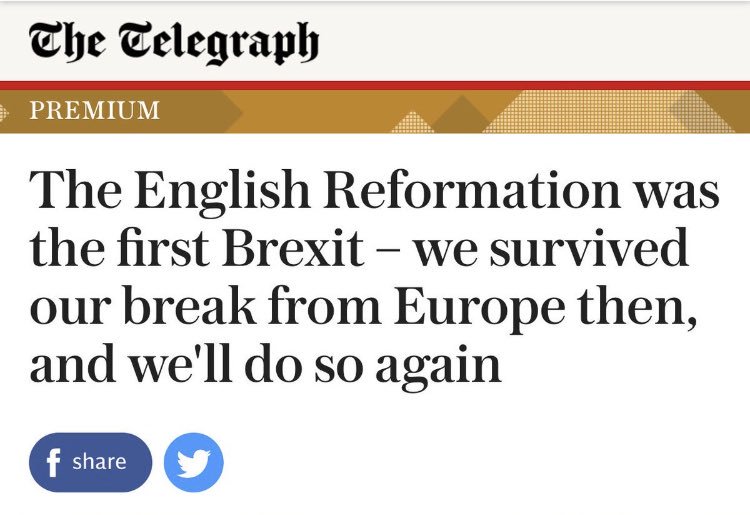 The Telegraph
PREMIUM
The English Reformation was
the first Brexit – we survived
our break from Europe then,
and we'll do so again
f share